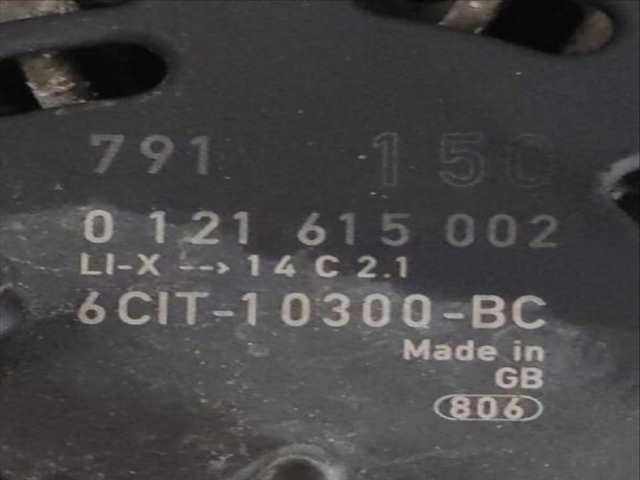 791 150
0 121 615 002
LI-X --> 14 C 2.1
6CIT-10300-BC
Made in
GB
806